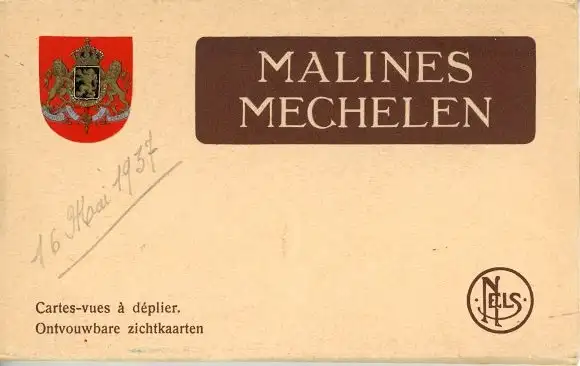 MALINES
MECHELEN
16 Mai 1937
Cartes-vues à déplier.
Ontvouwbare zichtkaarten
NELS